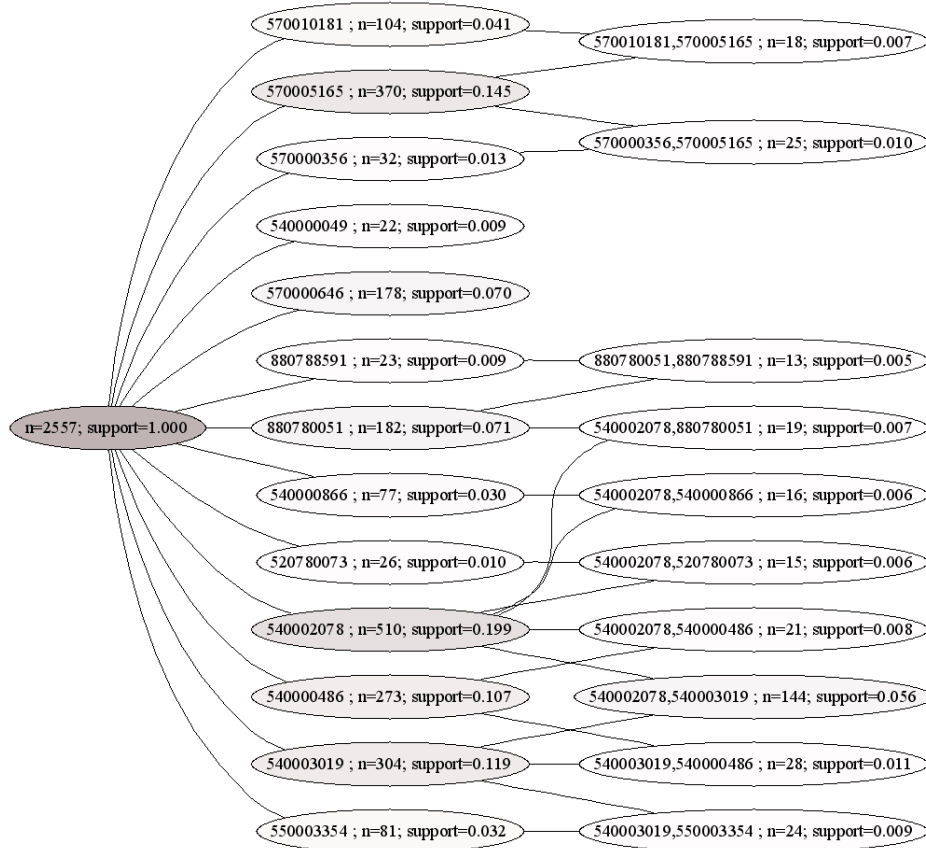 570010181 ; n=104; support=0.041
570010181,570005165 ; n=18; support=0.007
570005165 ; n=370; support=0.145
570000356,570005165 ; n=25; support=0.010
570000356 ; n=32; support=0.013
540000049 ; n=22; support=0.009
570000646 ; n=178; support=0.070
880788591 ; n=23; support=0.009
880780051,880788591 ; n=13; support=0.005
n=2557; support=1.000
880780051 ; n=182; support=0.071
540002078,880780051 ; n=19; support=0.007
540000866 ; n=77; support=0.030
540002078,540000866 ; n=16; support=0.006
520780073 ; n=26; support=0.010
540002078,520780073 ; n=15; support=0.006
540002078 ; n=510; support=0.199
540002078,540000486 ; n=21; support=0.008
540000486 ; n=273; support=0.107
540002078,540003019 ; n=144; support=0.056
540003019 ; n=304; support=0.119
540003019,540000486 ; n=28; support=0.011
550003354 ; n=81; support=0.032
540003019,550003354 ; n=24; support=0.009